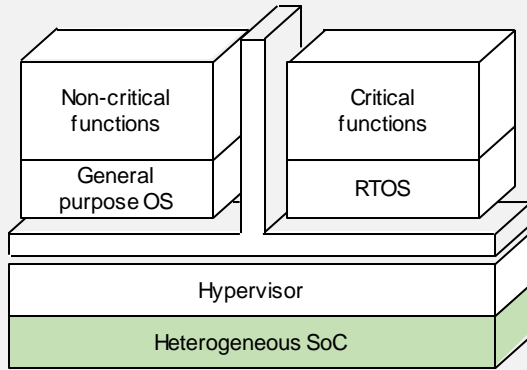 Non-critical
functions
Critical
functions
General
purpose OS
RTOS
Hypervisor
Heterogeneous SoC